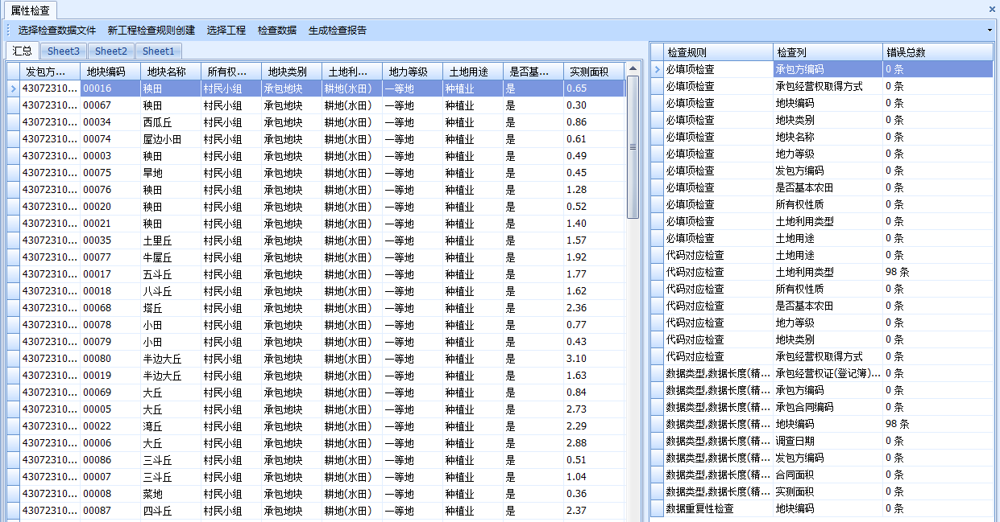 属性检查
选择检查数据文件 新工程检查规则创建 选择工程 检查数据 生成检查报告
汇总 Sheet3 Sheet2 Sheet1
发包方... 地块编码 地块名称 所有权... 地块类别 土地利... 地力等级 土地用途 是否基... 实测面积
43072310... 00016 秧田 村民小组 承包地块 耕地(水田) 一等地 种植业 是 0.65
43072310... 00067 秧田 村民小组 承包地块 耕地(水田) 一等地 种植业 是 0.30
43072310... 00034 西瓜丘 村民小组 承包地块 耕地(水田) 一等地 种植业 是 0.86
43072310... 00074 屋边小田 村民小组 承包地块 耕地(水田) 一等地 种植业 是 0.61
43072310... 00003 秧田 村民小组 承包地块 耕地(水田) 一等地 种植业 是 0.49
43072310... 00075 旱地 村民小组 承包地块 耕地(水田) 一等地 种植业 是 0.45
43072310... 00076 秧田 村民小组 承包地块 耕地(水田) 一等地 种植业 是 1.28
43072310... 00020 秧田 村民小组 承包地块 耕地(水田) 一等地 种植业 是 0.52
43072310... 00021 秧田 村民小组 承包地块 耕地(水田) 一等地 种植业 是 1.40
43072310... 00035 土里丘 村民小组 承包地块 耕地(水田) 一等地 种植业 是 1.57
43072310... 00077 牛屋丘 村民小组 承包地块 耕地(水田) 一等地 种植业 是 1.92
43072310... 00017 五斗丘 村民小组 承包地块 耕地(水田) 一等地 种植业 是 1.77
43072310... 00018 八斗丘 村民小组 承包地块 耕地(水田) 一等地 种植业 是 1.62
43072310... 00068 塔丘 村民小组 承包地块 耕地(水田) 一等地 种植业 是 2.36
43072310... 00078 小田 村民小组 承包地块 耕地(水田) 一等地 种植业 是 0.77
43072310... 00079 小田 村民小组 承包地块 耕地(水田) 一等地 种植业 是 0.43
43072310... 00080 半边大丘 村民小组 承包地块 耕地(水田) 一等地 种植业 是 3.10
43072310... 00019 半边大丘 村民小组 承包地块 耕地(水田) 一等地 种植业 是 1.63
43072310... 00069 大丘 村民小组 承包地块 耕地(水田) 一等地 种植业 是 0.84
43072310... 00005 大丘 村民小组 承包地块 耕地(水田) 一等地 种植业 是 2.73
43072310... 00022 湾丘 村民小组 承包地块 耕地(水田) 一等地 种植业 是 2.29
43072310... 00006 大丘 村民小组 承包地块 耕地(水田) 一等地 种植业 是 2.88
43072310... 00086 三斗丘 村民小组 承包地块 耕地(水田) 一等地 种植业 是 0.51
43072310... 00007 三斗丘 村民小组 承包地块 耕地(水田) 一等地 种植业 是 1.04
43072310... 00008 菜地 村民小组 承包地块 耕地(水田) 一等地 种植业 是 0.36
43072310... 00087 四斗丘 村民小组 承包地块 耕地(水田) 一等地 种植业 是 2.37
检查规则 检查列 错误总数
必填项检查 承包方编码 0 条
必填项检查 承包经营权取得方式 0 条
必填项检查 地块编码 0 条
必填项检查 地块类别 0 条
必填项检查 地块名称 0 条
必填项检查 地力等级 0 条
必填项检查 发包方编码 0 条
必填项检查 是否基本农田 0 条
必填项检查 所有权性质 0 条
必填项检查 土地利用类型 0 条
必填项检查 土地用途 0 条
代码对应检查 土地用途 0 条
代码对应检查 土地利用类型 98 条
代码对应检查 所有权性质 0 条
代码对应检查 是否基本农田 0 条
代码对应检查 地力等级 0 条
代码对应检查 地块类别 0 条
代码对应检查 承包经营权取得方式 0 条
数据类型,数据长度(精... 承包经营权证(登记簿)... 0 条
数据类型,数据长度(精... 承包方编码 0 条
数据类型,数据长度(精... 承包合同编码 0 条
数据类型,数据长度(精... 地块编码 98 条
数据类型,数据长度(精... 调查日期 0 条
数据类型,数据长度(精... 发包方编码 0 条
数据类型,数据长度(精... 合同面积 0 条
数据类型,数据长度(精... 实测面积 0 条
数据重复性检查 地块编码 0 条